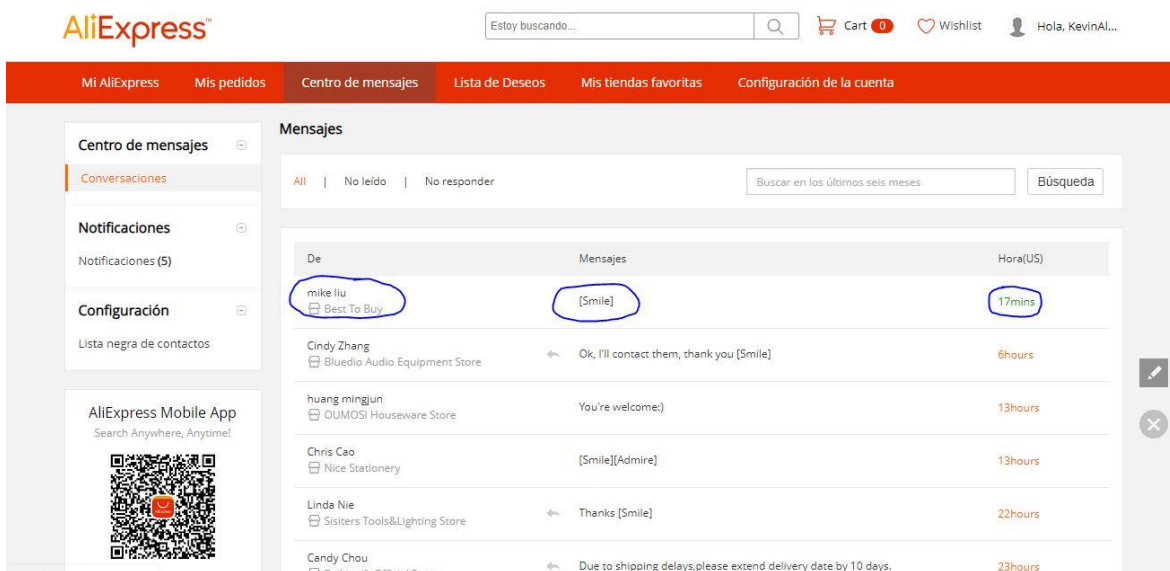 AliExpress™
Estoy buscando...
Cart 0
Wishlist
Hola, KevinAl...
Mi AliExpress
Mis pedidos
Centro de mensajes
Lista de Deseos
Mis tiendas favoritas
Configuración de la cuenta
Centro de mensajes
Conversaciones
Notificaciones
Notificaciones (5)
Configuración
Lista negra de contactos
AliExpress Mobile App
Search Anywhere, Anytime!
Mensajes
All | No leído | No responder
Buscar en los últimos seis meses
Búsqueda
De Mensajes Hora(US)
mike liu
Best To Buy
[Smile]
17mins
Cindy Zhang
Bluedio Audio Equipment Store
Ok, I'll contact them, thank you [Smile]
6hours
huang mingjun
OUMOSI Houseware Store
You're welcome:)
13hours
Chris Cao
Nice Stationery
[Smile][Admire]
13hours
Linda Nie
Sisiters Tools&Lighting Store
Thanks [Smile]
22hours
Candy Chou
Due to shipping delays,please extend delivery date by 10 days.
23hours